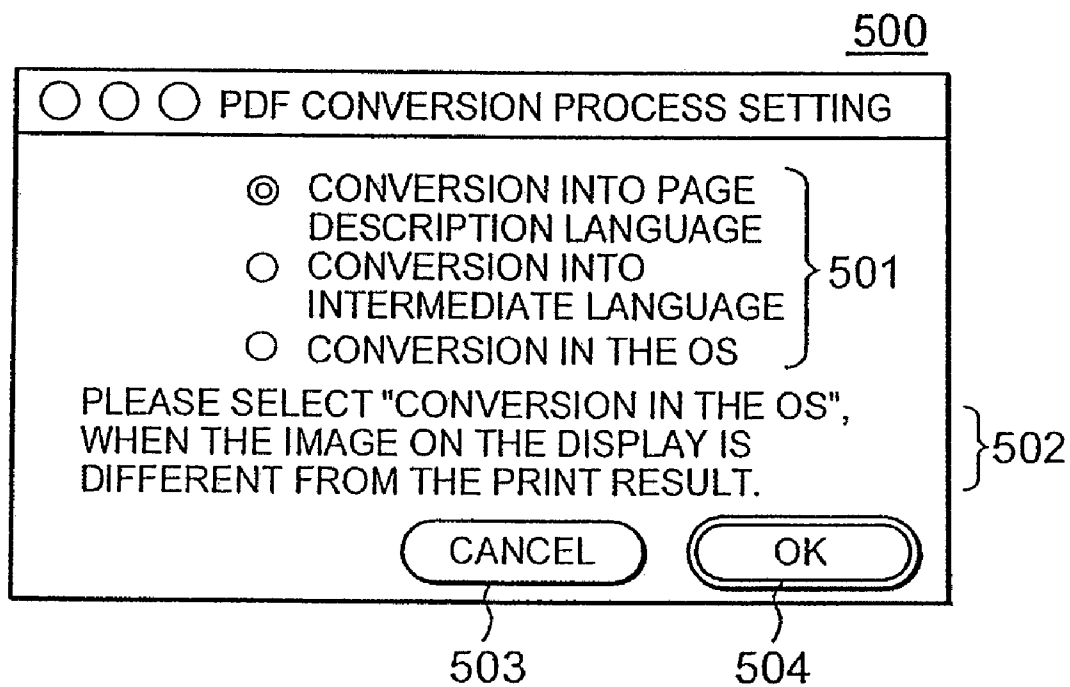 500
PDF CONVERSION PROCESS SETTING
CONVERSION INTO PAGE
DESCRIPTION LANGUAGE
CONVERSION INTO
INTERMEDIATE LANGUAGE
CONVERSION IN THE OS
501
PLEASE SELECT "CONVERSION IN THE OS",
WHEN THE IMAGE ON THE DISPLAY IS
DIFFERENT FROM THE PRINT RESULT.
502
CANCEL OK
503 504